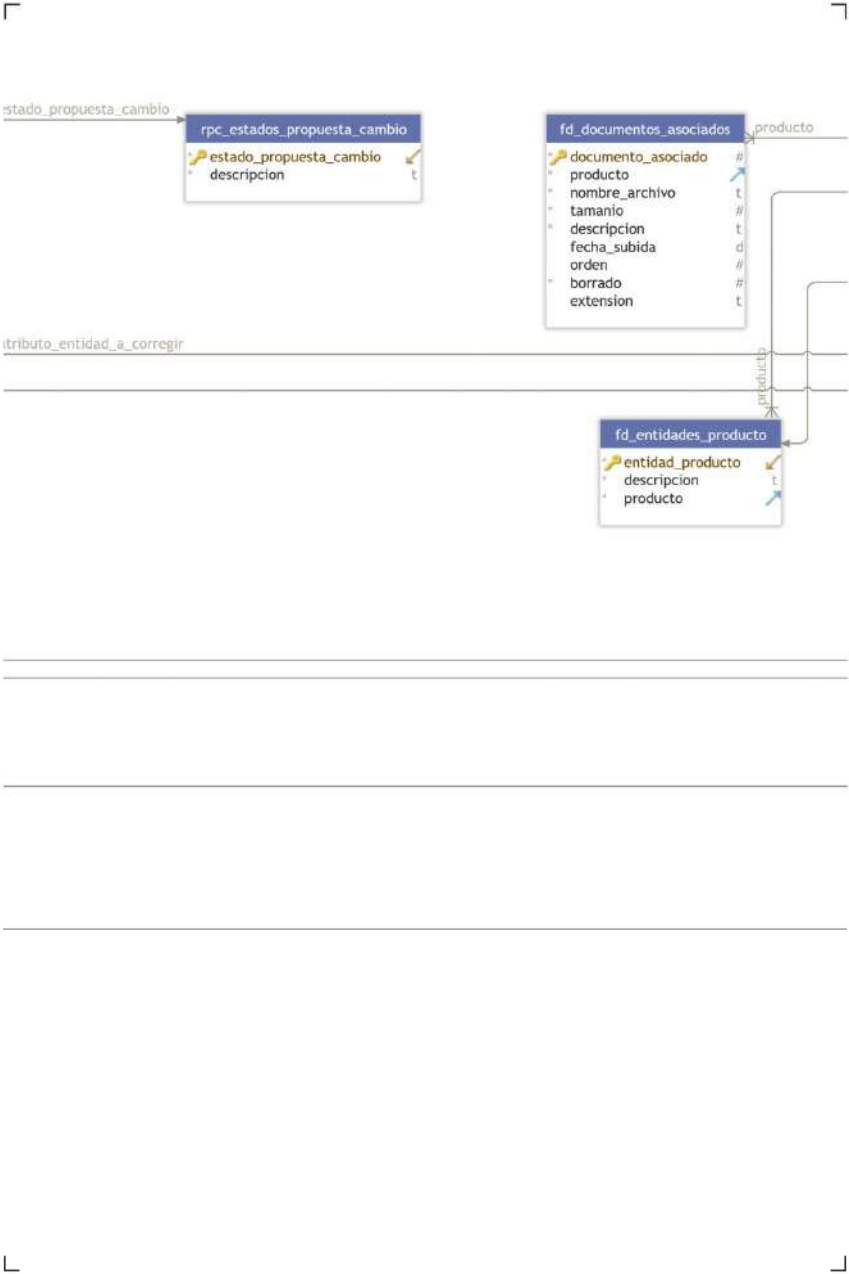 estado_propuesta_cambio
rpc_estados_propuesta_cambio
* estado_propuesta_cambio
* descripcion t
fd_documentos_asociados
* documento_asociado #
* producto
* nombre_archivo t
* tamanio #
* descripcion t
fecha_subida d
orden #
* borrado #
extension t
producto
tributo_entidad_a_corregir
producto
fd_entidades_producto
* entidad_producto
* descripcion t
* producto